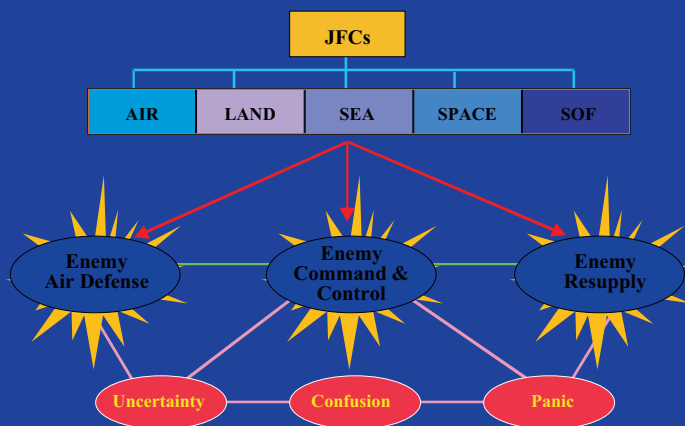 JFCs
AIR
LAND
SEA
SPACE
SOF
Enemy
Air Defense
Enemy
Command &
Control
Enemy
Resupply
Uncertainty
Confusion
Panic